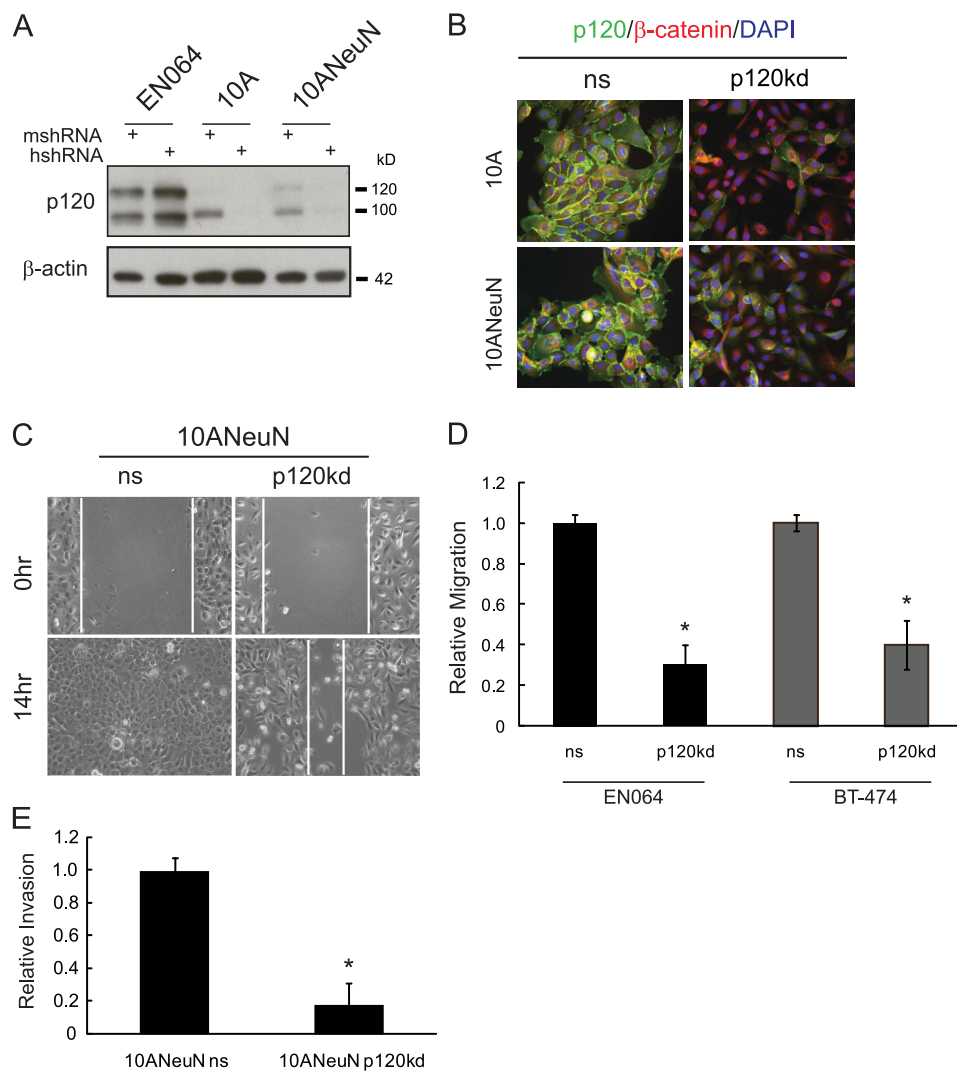 A
EN064
10A
10ANeuN
mshRNA + + +
hshRNA + + +
kD
p120
120
100
β-actin
42
B
p120/β-catenin/DAPI
ns
p120kd
10A
10ANeuN
C
10ANeuN
ns
p120kd
0hr
14hr
D
Relative Migration
1.2
1.0
0.8
0.6
0.4
0.2
0
*
*
ns
p120kd
ns
p120kd
EN064
BT-474
E
Relative Invasion
1.2
1.0
0.8
0.6
0.4
0.2
0
*
10ANeuN ns
10ANeuN p120kd